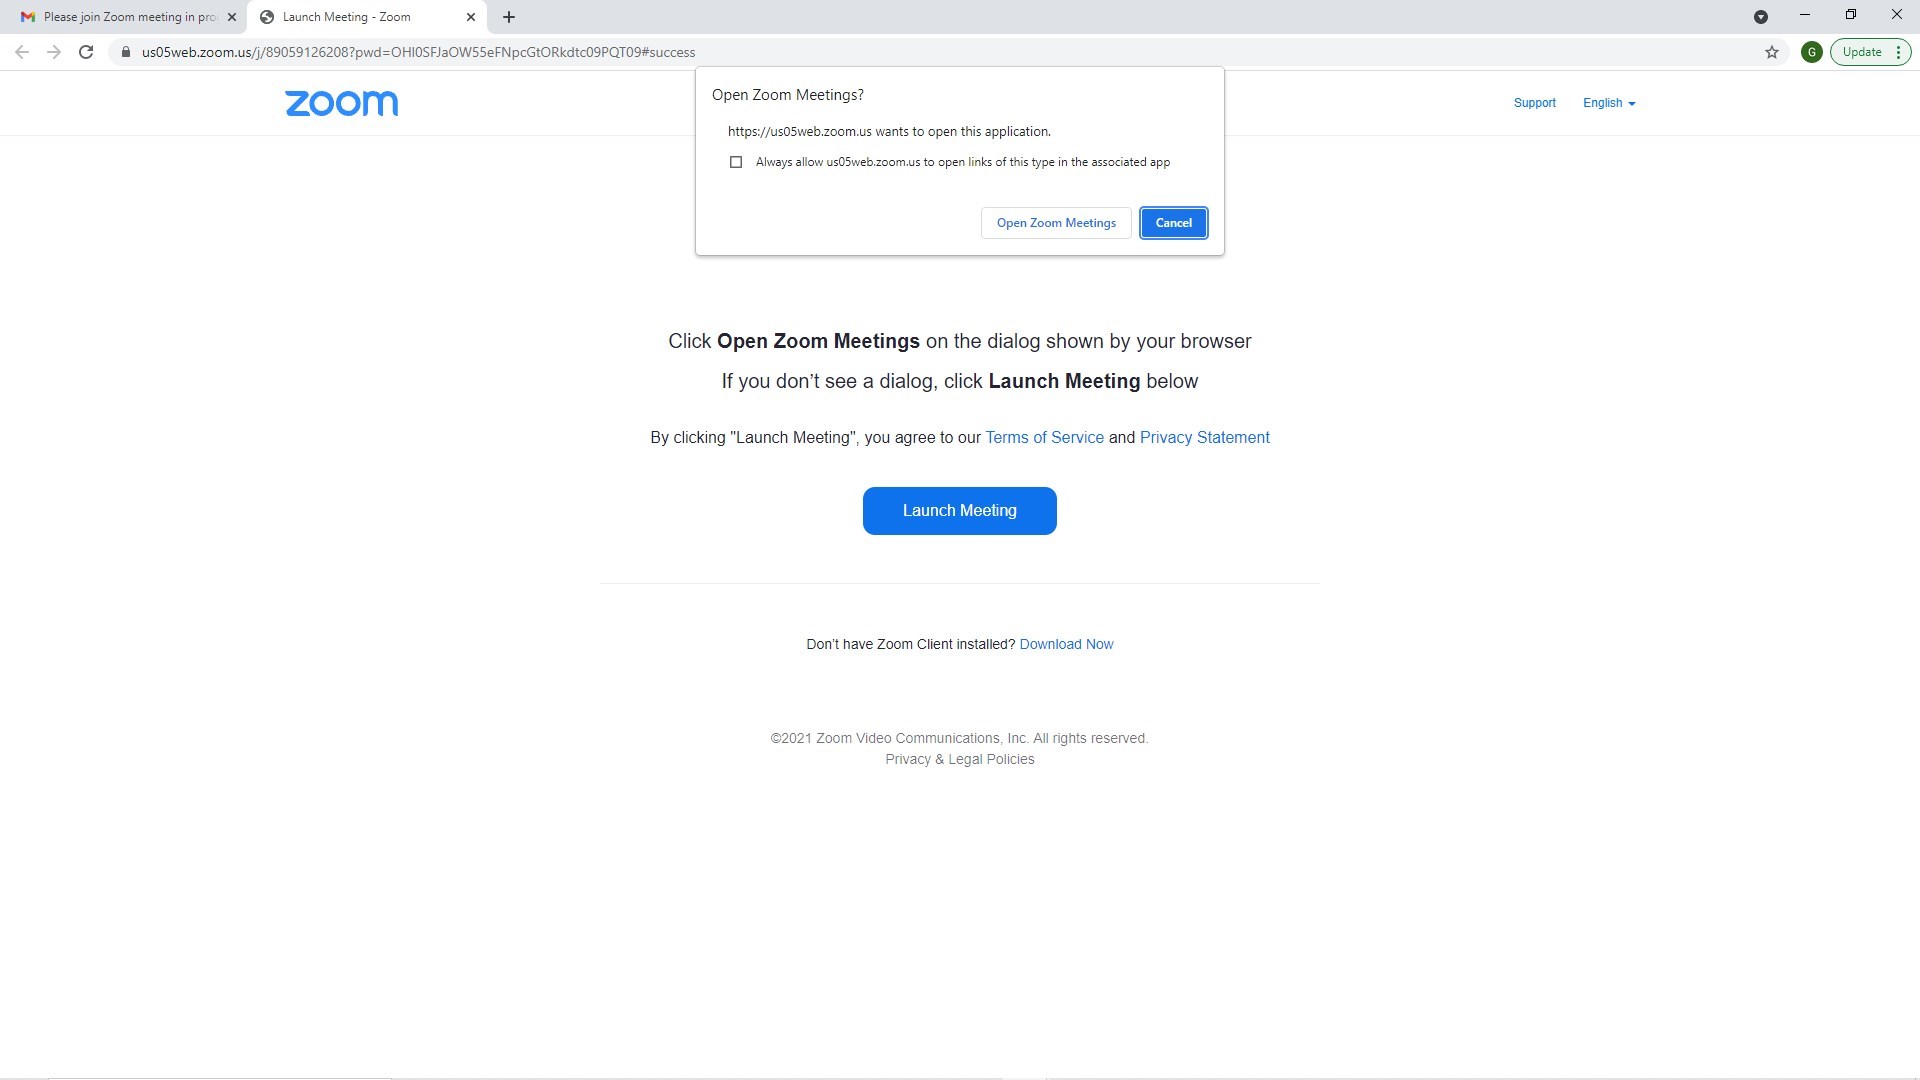 Please join Zoom meeting in pro
Launch Meeting - Zoom
us05web.zoom.us/j/89059126208?pwd=OHI0SFJaOW55eFNpcGtORkdtc09PQT09#success
G
Update
zoom
Support
English
Open Zoom Meetings?
https://us05web.zoom.us wants to open this application.
Always allow us05web.zoom.us to open links of this type in the associated app
Open Zoom Meetings
Cancel
Click Open Zoom Meetings on the dialog shown by your browser
If you don’t see a dialog, click Launch Meeting below
By clicking "Launch Meeting", you agree to our Terms of Service and Privacy Statement
Launch Meeting
Don’t have Zoom Client installed? Download Now
©2021 Zoom Video Communications, Inc. All rights reserved.
Privacy & Legal Policies